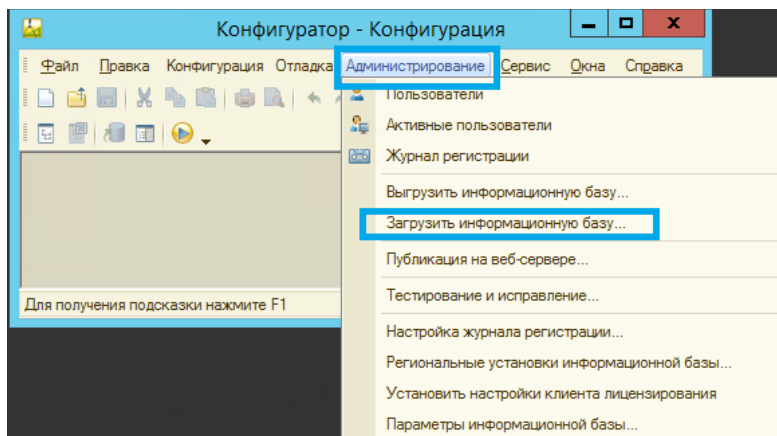 Конфигуратор - Конфигурация
Файл Правка Конфигурация Отладка Администрирование Сервис Окна Справка
Пользователи
Активные пользователи
Журнал регистрации
Выгрузить информационную базу...
Загрузить информационную базу...
Публикация на веб-сервере...
Тестирование и исправление...
Для получения подсказки нажмите F1
Настройка журнала регистрации...
Региональные установки информационной базы...
Установить настройки клиента лицензирования
Параметры информационной базы...